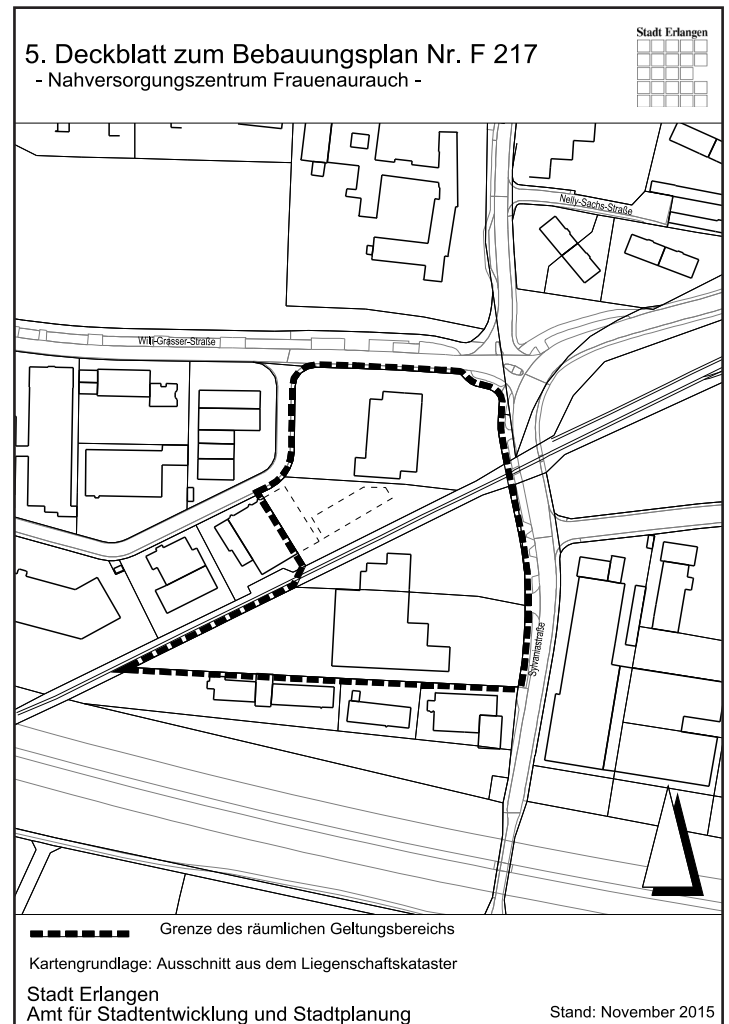 5. Deckblatt zum Bebauungsplan Nr. F 217
- Nahversorgungszentrum Frauenaurauch -
Stadt Erlangen
Nelly-Sachs-Straße
Willi-Grasser-Straße
Sylvaniastraße
Grenze des räumlichen Geltungsbereichs
Kartengrundlage: Ausschnitt aus dem Liegenschaftskataster
Stadt Erlangen
Amt für Stadtentwicklung und Stadtplanung
Stand: November 2015